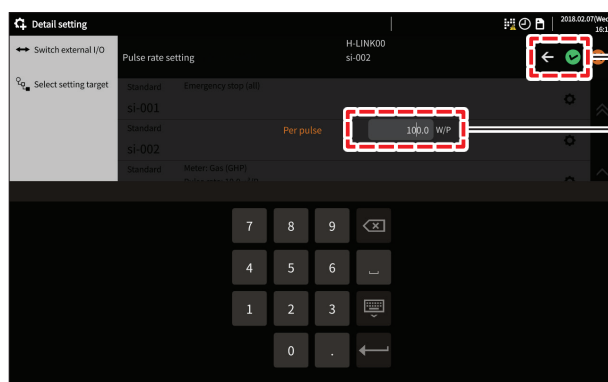 Detail setting
2018.02.07(Wed
16:1
Switch external I/O
Select setting target
Pulse rate setting
H-LINK00
si-002
Standard
Emergency stop (all)
si-001
Standard
si-002
Per pulse
100.0 W/P
Standard
Meter: Gas (GHP)
7 8 9
4 5 6
1 2 3
0 .